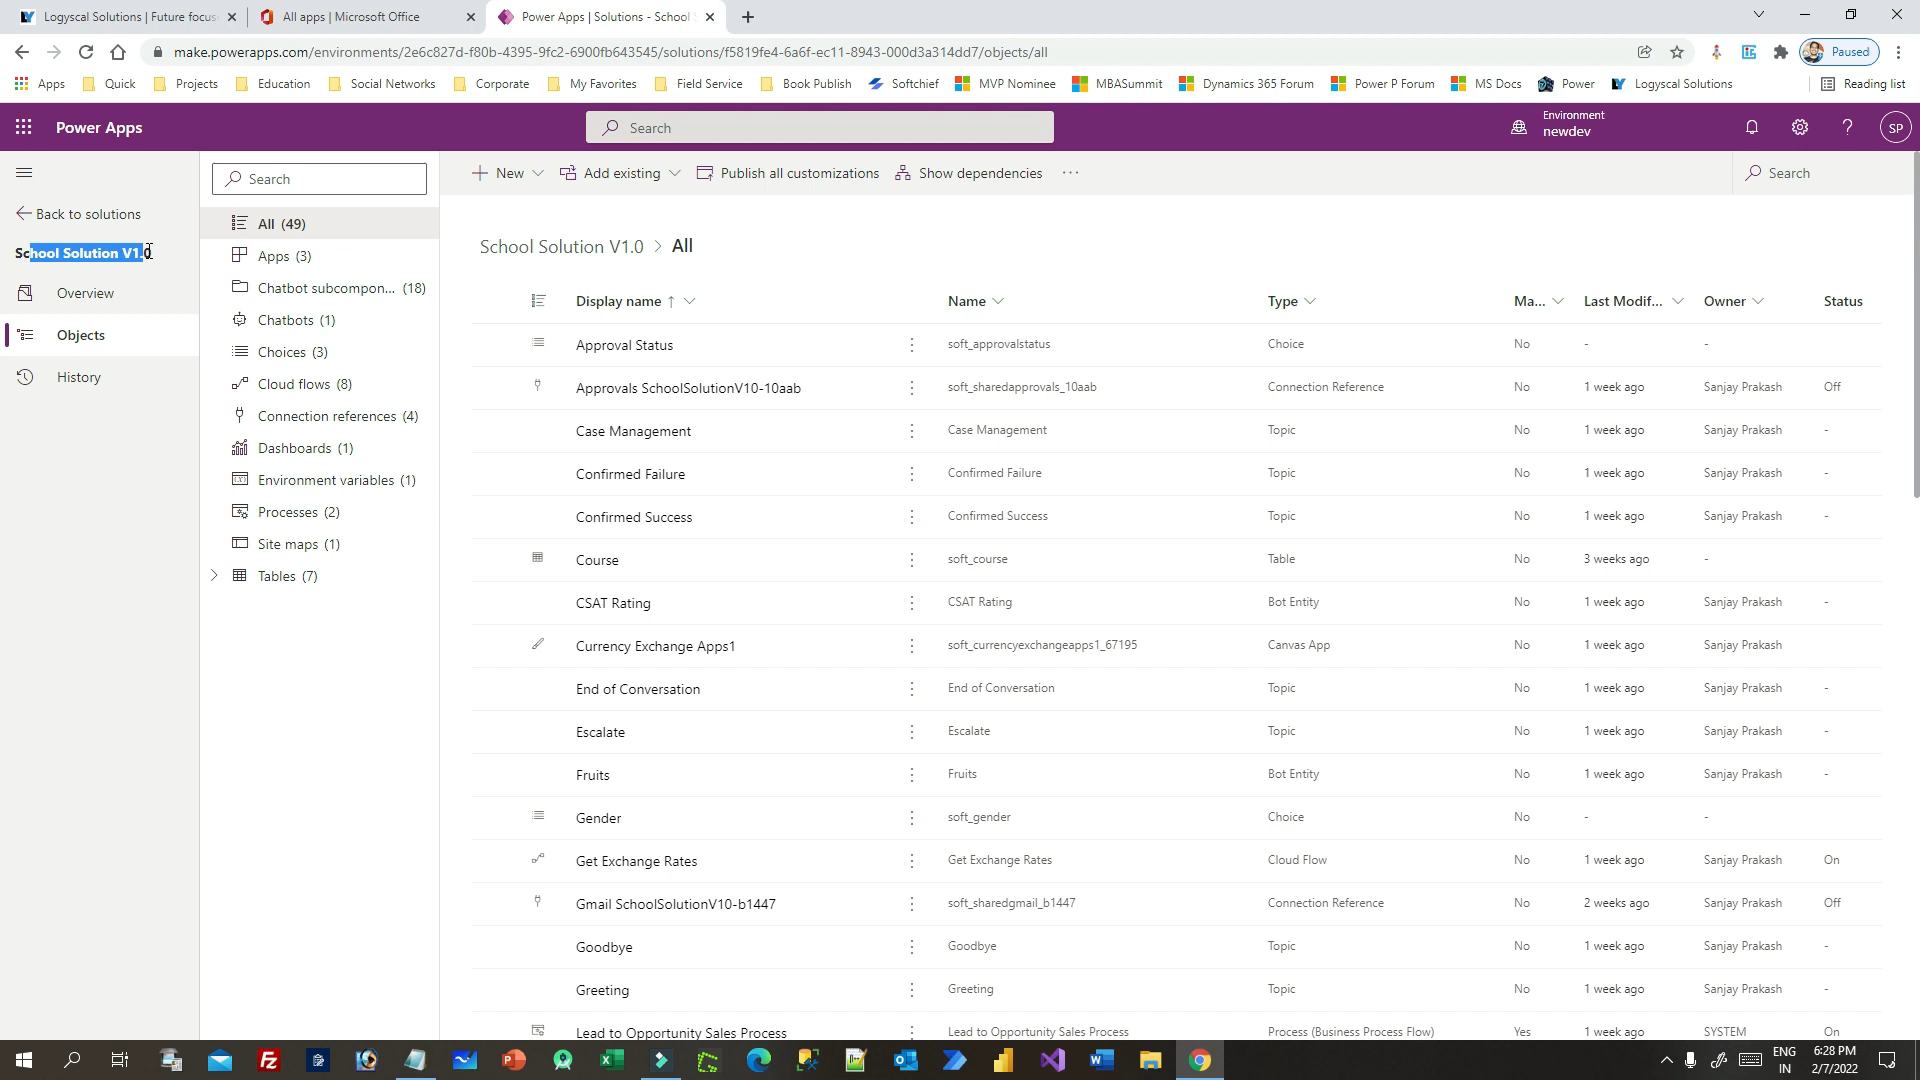 Logyscal Solutions | Future focus
All apps | Microsoft Office
Power Apps | Solutions - School
make.powerapps.com/environments/2e6c827d-f80b-4395-9fc2-6900fb643545/solutions/f5819fe4-6a6f-ec11-8943-000d3a314dd7/objects/all
Paused
Apps Quick Projects Education Social Networks Corporate My Favorites Field Service Book Publish Softchief MVP Nominee MBASummit Dynamics 365 Forum Power P Forum MS Docs Power Logyscal Solutions Reading list
Power Apps
Search
Environment
newdev
SP
Search
New Add existing Publish all customizations Show dependencies ···
Search
Back to solutions
School Solution V1.0
Overview
Objects
History
All (49)
Apps (3)
Chatbot subcompon... (18)
Chatbots (1)
Choices (3)
Cloud flows (8)
Connection references (4)
Dashboards (1)
Environment variables (1)
Processes (2)
Site maps (1)
Tables (7)
School Solution V1.0 > All
Display name ↑ Name Type Ma... Last Modif... Owner Status
Approval Status soft_approvalstatus Choice No - -
Approvals SchoolSolutionV10-10aab soft_sharedapprovals_10aab Connection Reference No 1 week ago Sanjay Prakash Off
Case Management Case Management Topic No 1 week ago Sanjay Prakash -
Confirmed Failure Confirmed Failure Topic No 1 week ago Sanjay Prakash -
Confirmed Success Confirmed Success Topic No 1 week ago Sanjay Prakash -
Course soft_course Table No 3 weeks ago -
CSAT Rating CSAT Rating Bot Entity No 1 week ago Sanjay Prakash -
Currency Exchange Apps1 soft_currencyexchangeapps1_67195 Canvas App No 1 week ago Sanjay Prakash
End of Conversation End of Conversation Topic No 1 week ago Sanjay Prakash -
Escalate Escalate Topic No 1 week ago Sanjay Prakash -
Fruits Fruits Bot Entity No 1 week ago Sanjay Prakash -
Gender soft_gender Choice No - -
Get Exchange Rates Get Exchange Rates Cloud Flow No 1 week ago Sanjay Prakash On
Gmail SchoolSolutionV10-b1447 soft_sharedgmail_b1447 Connection Reference No 2 weeks ago Sanjay Prakash Off
Goodbye Goodbye Topic No 1 week ago Sanjay Prakash -
Greeting Greeting Topic No 1 week ago Sanjay Prakash -
Lead to Opportunity Sales Process Lead to Opportunity Sales Process Process (Business Process Flow) Yes 1 week ago SYSTEM On
ENG
IN
6:28 PM
2/7/2022